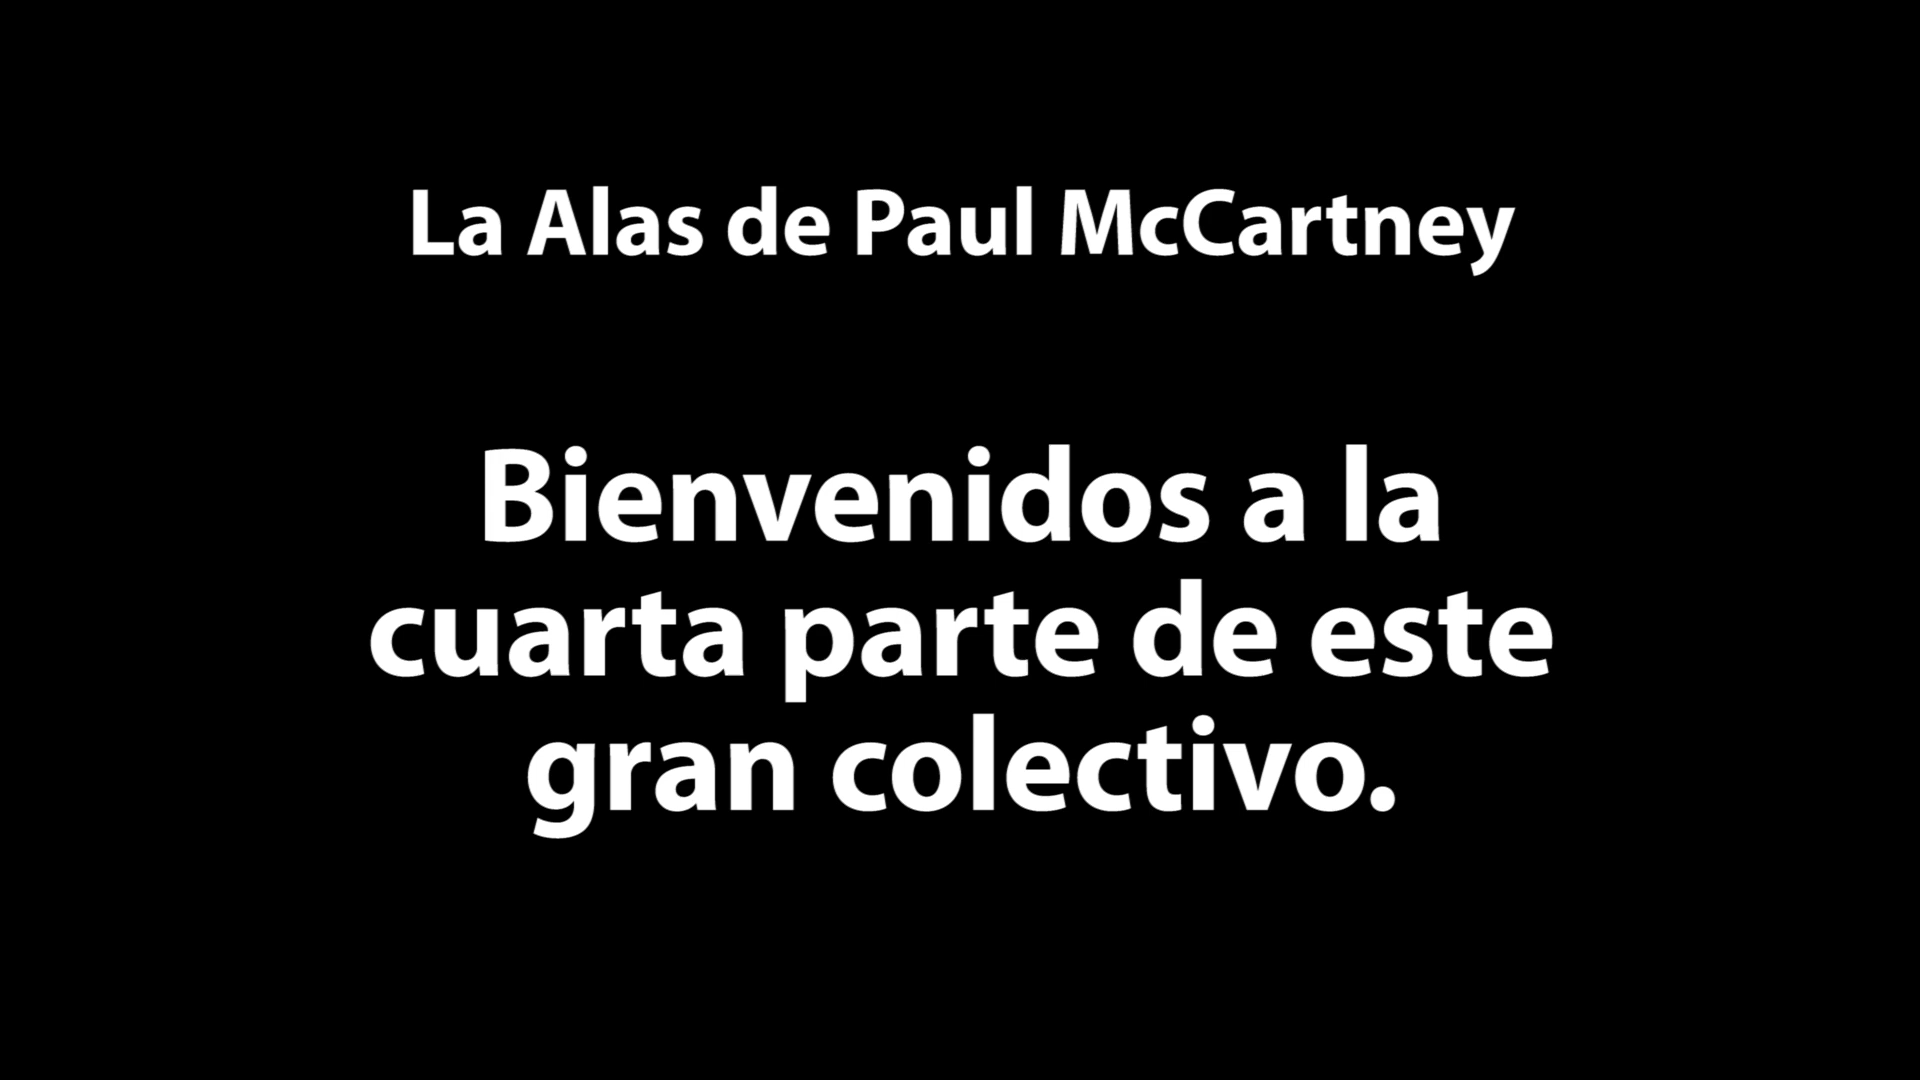 La Alas de Paul McCartney
Bienvenidos a la
cuarta parte de este
gran colectivo.